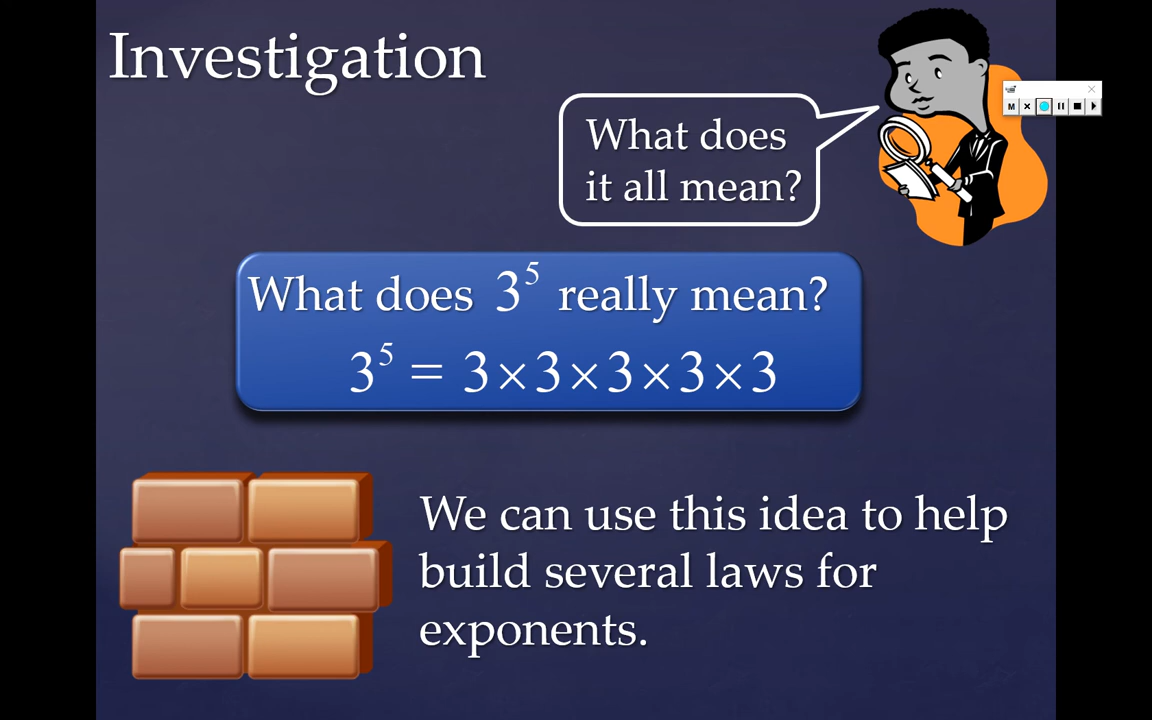 Investigation
What does
it all mean?
M
What does 3⁵ really mean?
3⁵ = 3×3×3×3×3
We can use this idea to help
build several laws for
exponents.